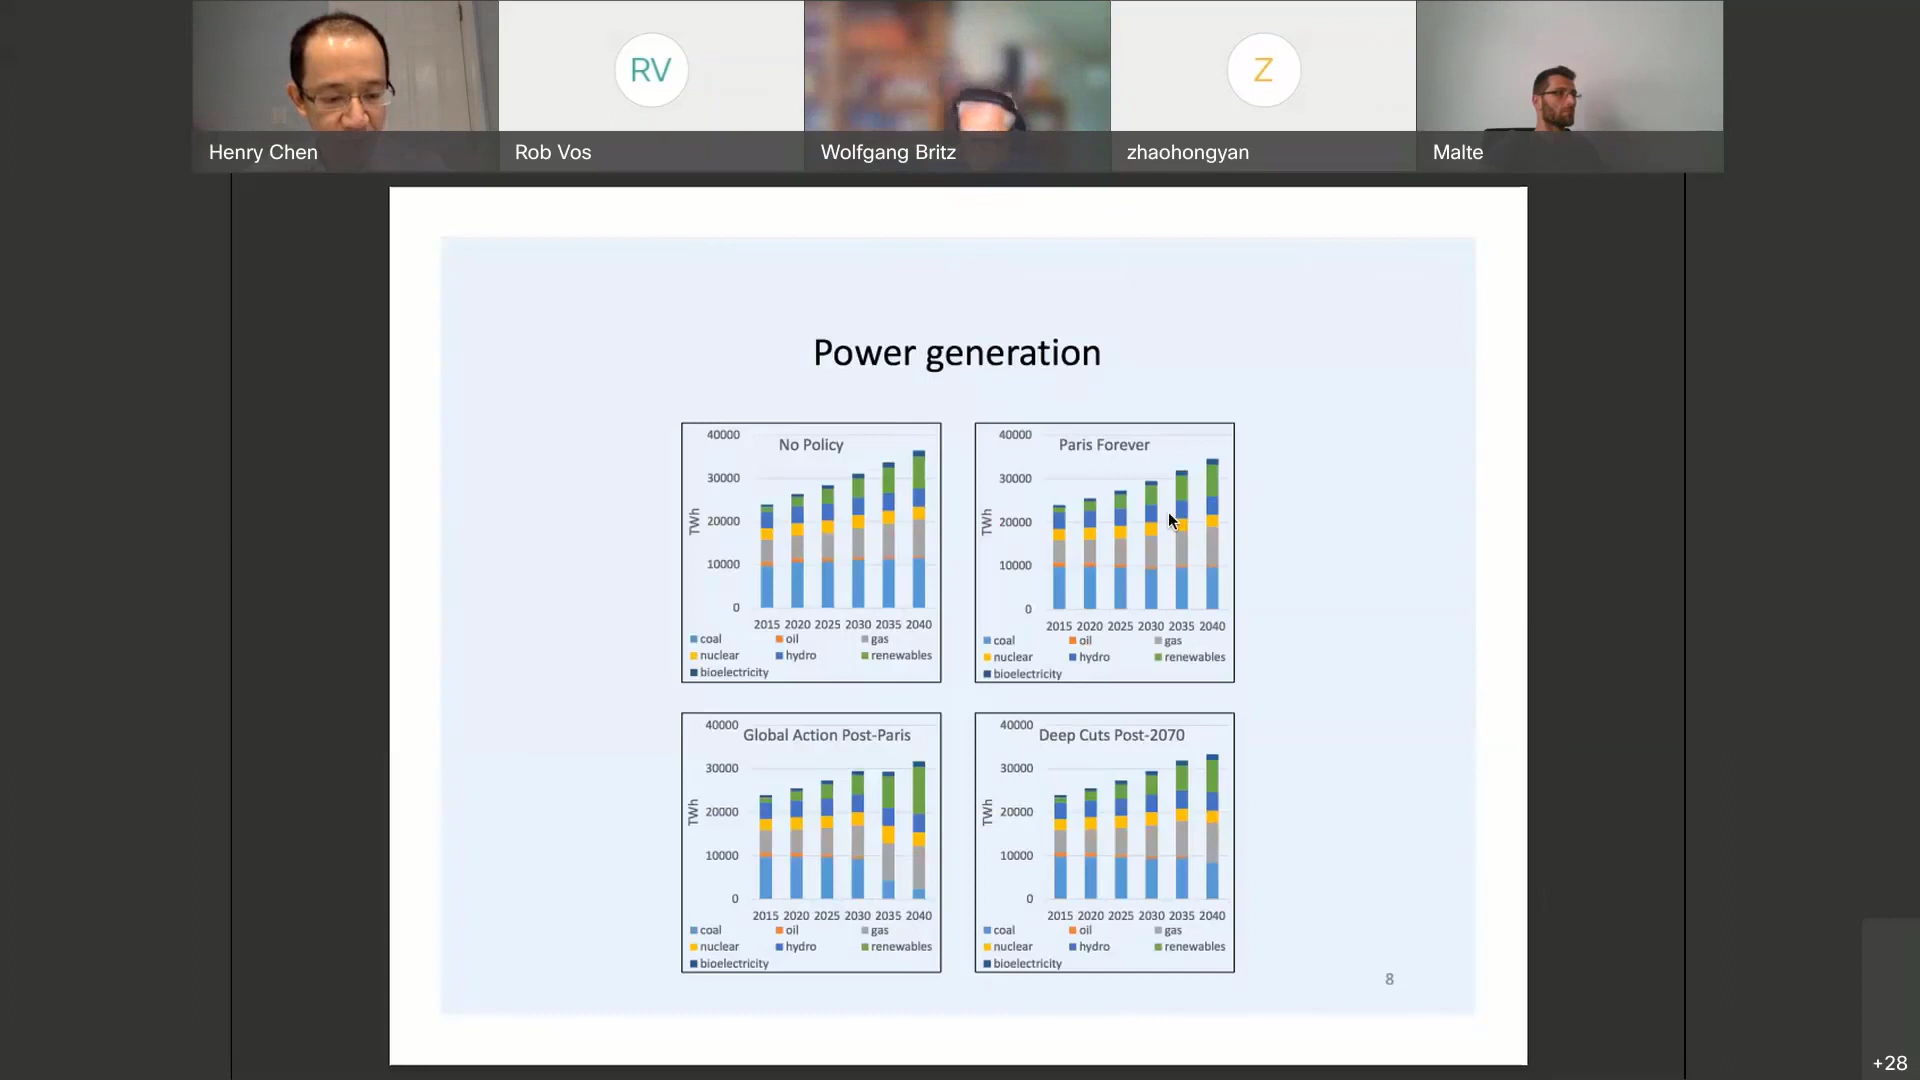 RV
Z
Henry Chen
Rob Vos
Wolfgang Britz
zhaohongyan
Malte
Power generation
No Policy
40000
30000
20000
10000
0
TWh
2015 2020 2025 2030 2035 2040
coal oil gas
nuclear hydro renewables
bioelectricity
Paris Forever
40000
30000
20000
10000
0
TWh
2015 2020 2025 2030 2035 2040
coal oil gas
nuclear hydro renewables
bioelectricity
Global Action Post-Paris
40000
30000
20000
10000
0
TWh
2015 2020 2025 2030 2035 2040
coal oil gas
nuclear hydro renewables
bioelectricity
Deep Cuts Post-2070
40000
30000
20000
10000
0
TWh
2015 2020 2025 2030 2035 2040
coal oil gas
nuclear hydro renewables
bioelectricity
8
+28